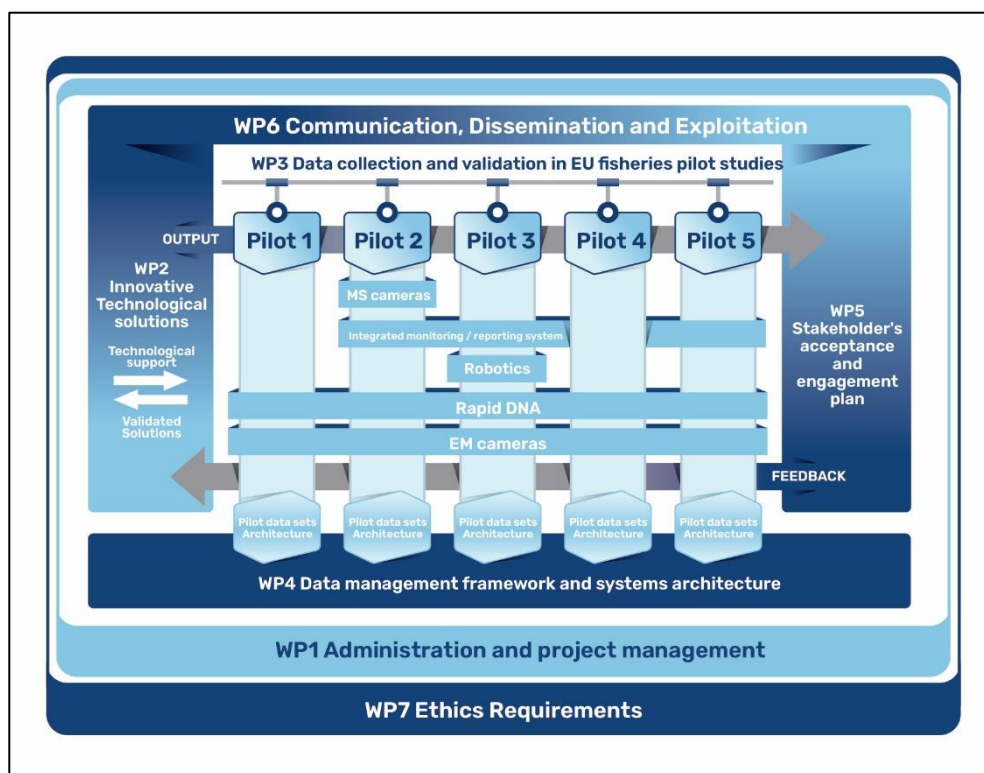 WP6 Communication, Dissemination and Exploitation
WP3 Data collection and validation in EU fisheries pilot studies
OUTPUT
Pilot 1
Pilot 2
Pilot 3
Pilot 4
Pilot 5
WP2
Innovative
Technological
solutions
Technological
support
Validated
Solutions
MS cameras
Integrated monitoring / reporting system
Robotics
Rapid DNA
EM cameras
WP5
Stakeholder's
acceptance
and
engagement
plan
FEEDBACK
Pilot data sets
Architecture
Pilot data sets
Architecture
Pilot data sets
Architecture
Pilot data sets
Architecture
Pilot data sets
Architecture
WP4 Data management framework and systems architecture
WP1 Administration and project management
WP7 Ethics Requirements